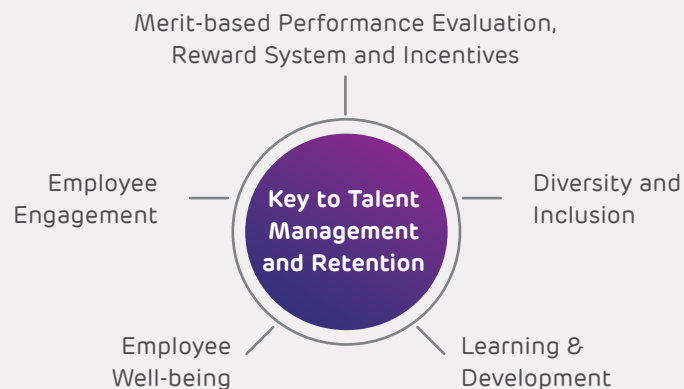 Merit-based Performance Evaluation,
Reward System and Incentives
Employee
Engagement
Key to Talent
Management
and Retention
Diversity and
Inclusion
Employee
Well-being
Learning &
Development